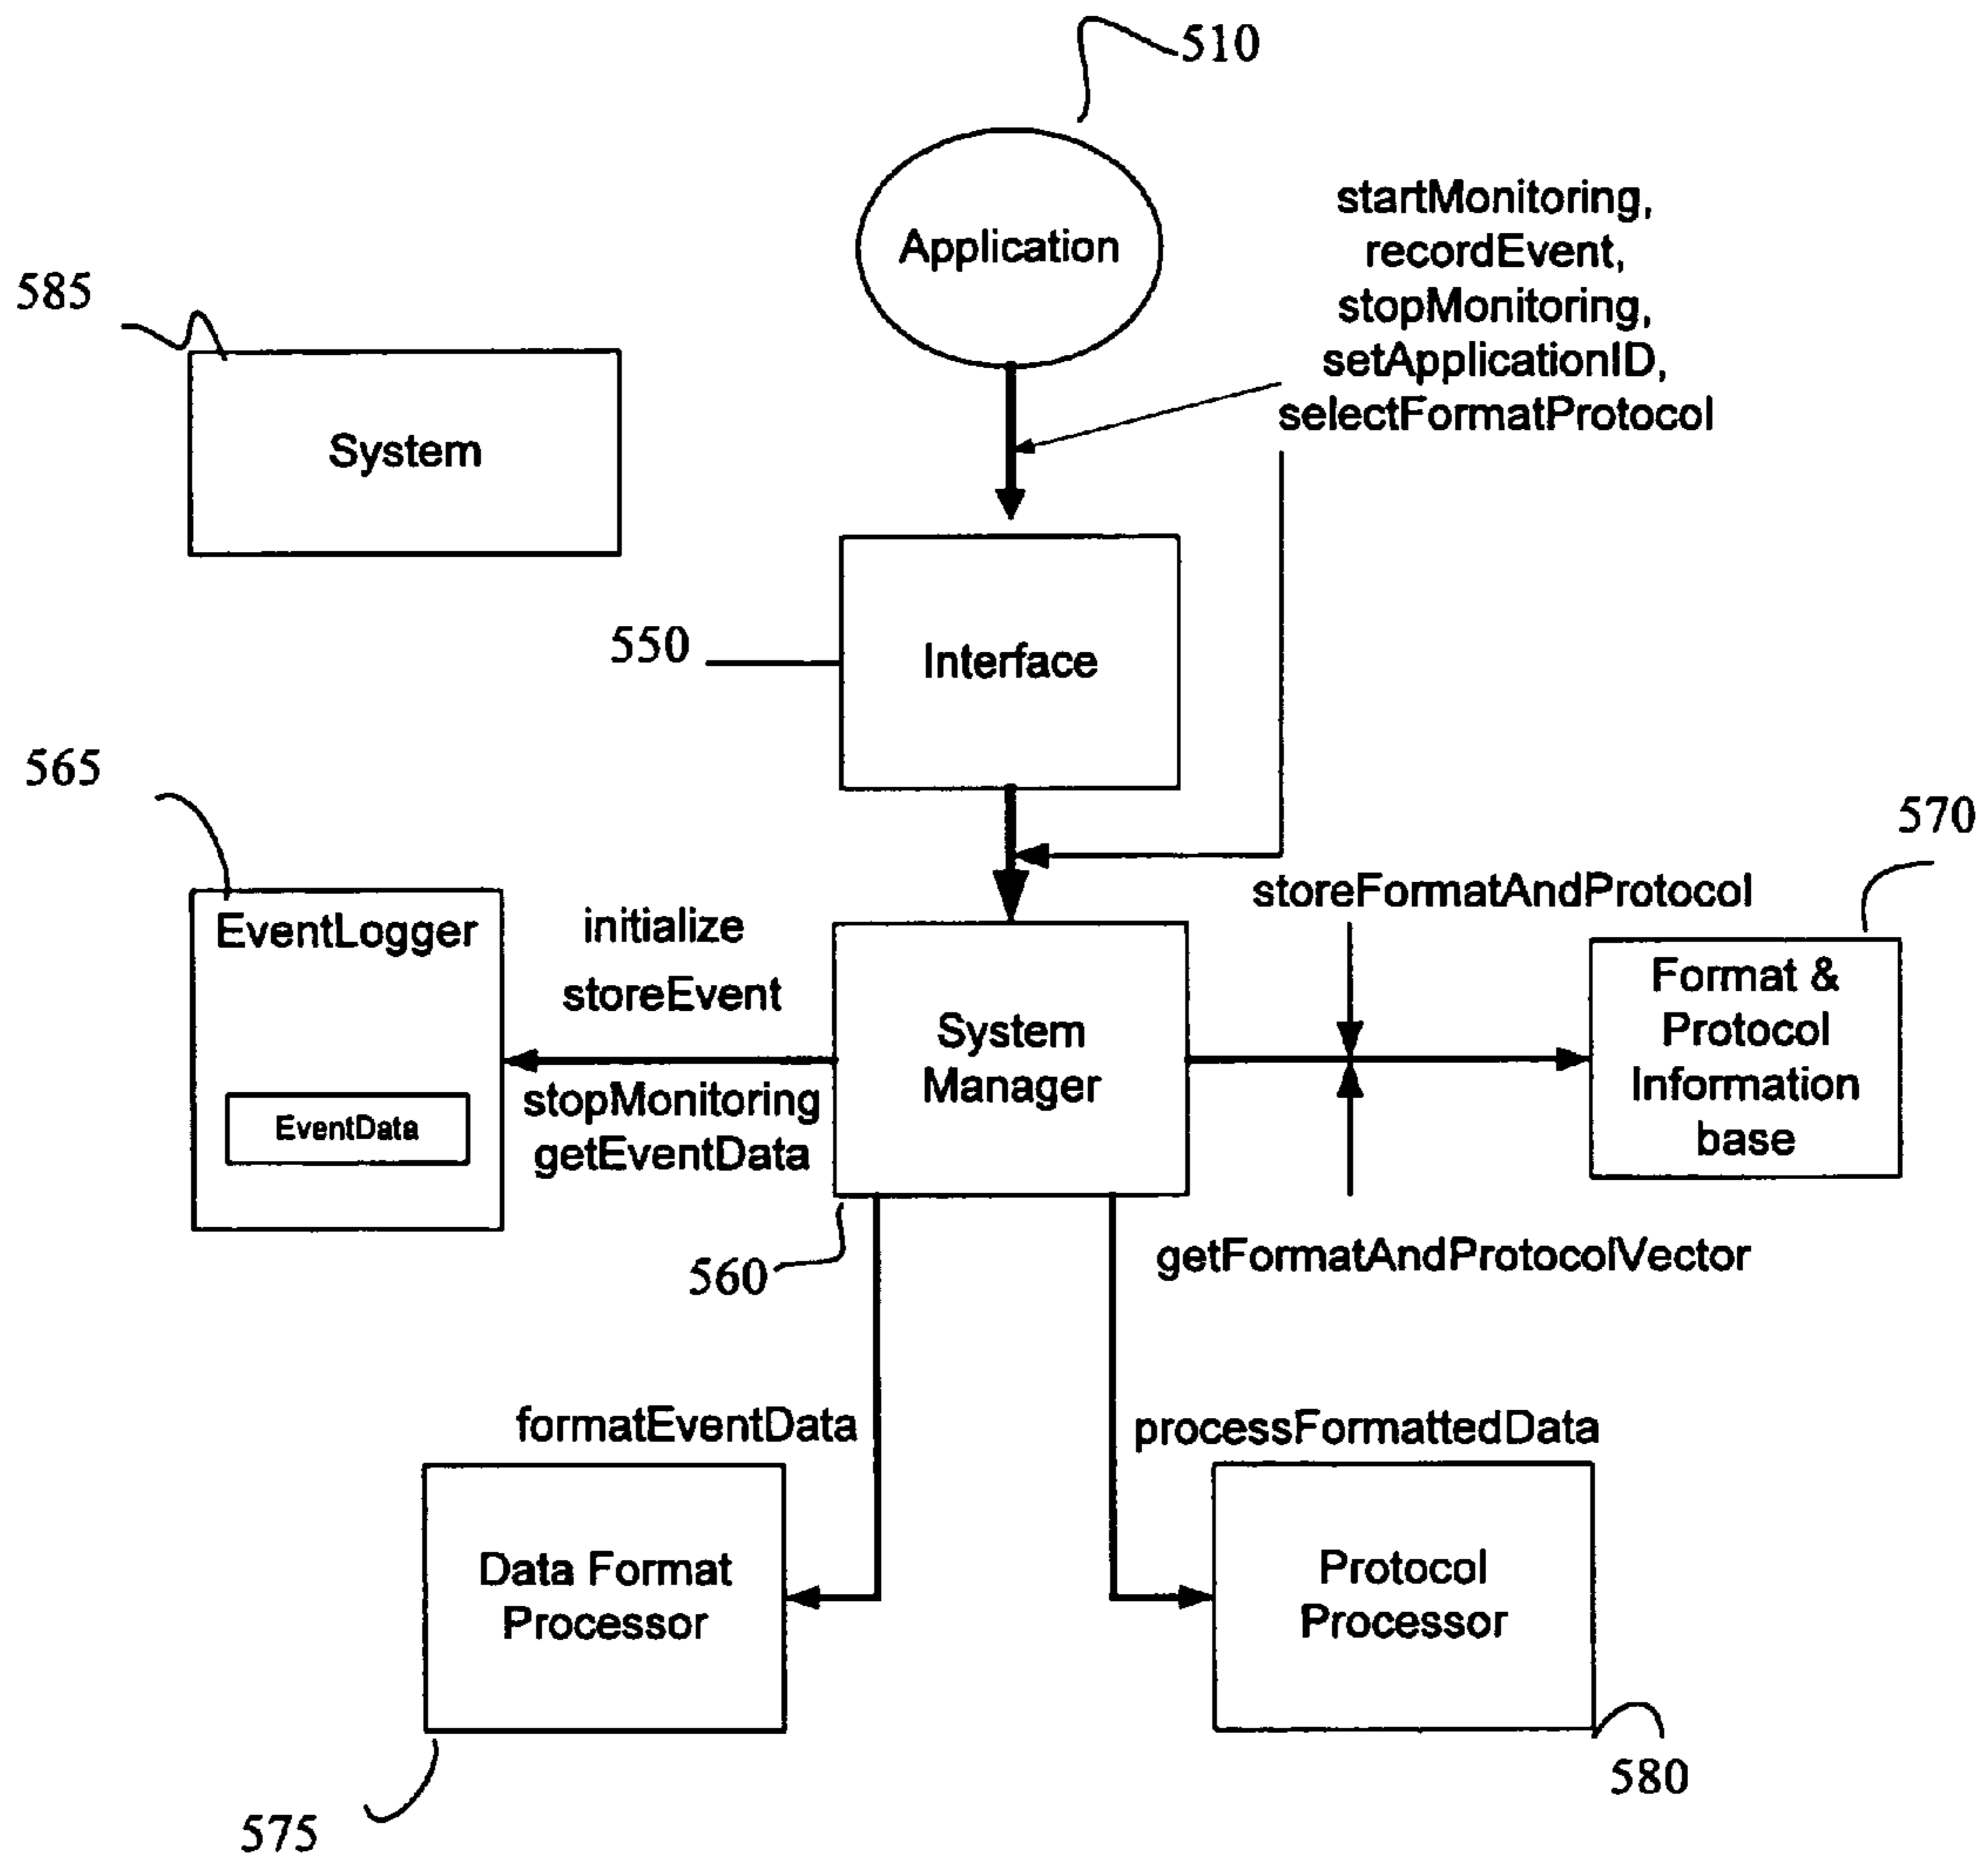 510
Application
startMonitoring,
recordEvent,
stopMonitoring,
setApplicationID,
selectFormatProtocol
585
System
550
Interface
565
EventLogger
EventData
initialize
storeEvent
stopMonitoring
getEventData
System
Manager
560
storeFormatAndProtocol
getFormatAndProtocolVector
570
Format &
Protocol
Information
base
formatEventData
Data Format
Processor
575
processFormattedData
Protocol
Processor
580